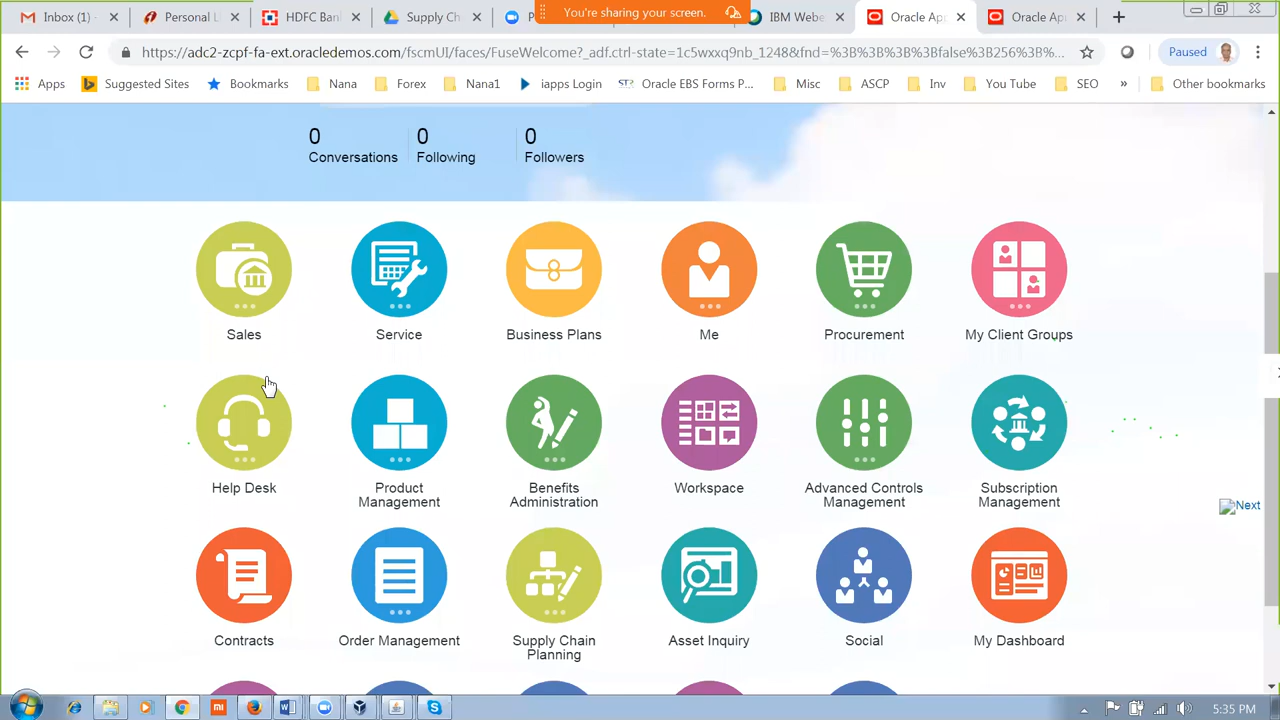 Inbox (1)
Personal L
HDFC Ban
Supply Ch
P
You're sharing your screen.
IBM Webe
Oracle App
Oracle App
https://adc2-zcpf-fa-ext.oracledemos.com/fscmUI/faces/FuseWelcome?_adf.ctrl-state=1c5wxxq9nb_1248&fnd=%3B%3B%3B%3Bfalse%3B256%3B%...
Paused
Apps
Suggested Sites
Bookmarks
Nana
Forex
Nana1
iapps Login
Oracle EBS Forms P...
Misc
ASCP
Inv
You Tube
SEO
»
Other bookmarks
0
0
0
Conversations
Following
Followers
Sales
Service
Business Plans
Me
Procurement
My Client Groups
Help Desk
Product
Management
Benefits
Administration
Workspace
Advanced Controls
Management
Subscription
Management
Next
Contracts
Order Management
Supply Chain
Planning
Asset Inquiry
Social
My Dashboard
5:35 PM